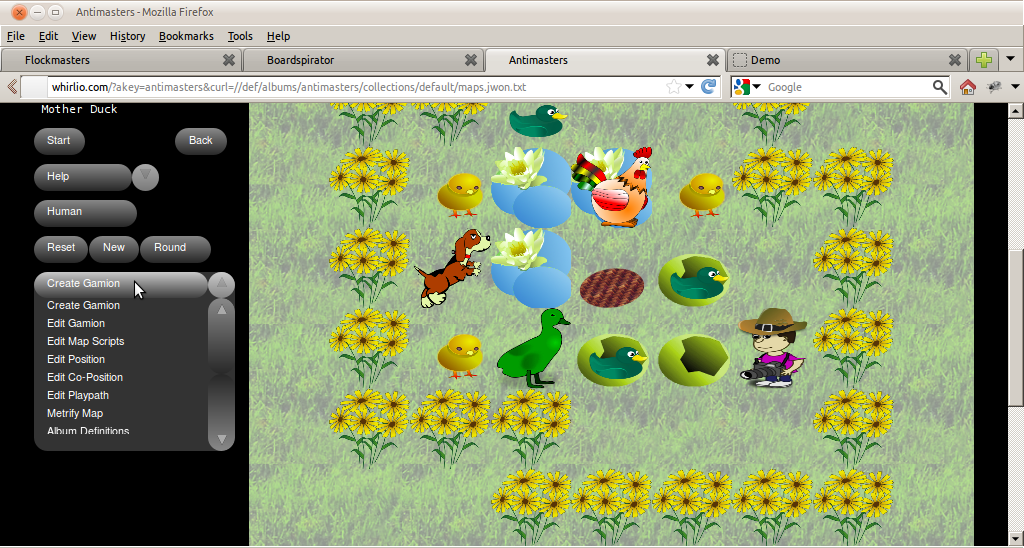 Antimasters - Mozilla Firefox
File Edit View History Bookmarks Tools Help
Flockmasters Boardspirator Antimasters Demo
whirlio.com/?akey=antimasters&curl=//def/albums/antimasters/collections/default/maps.jwon.txt Google
Mother Duck
Start Back
Help
Human
Reset New Round
Create Gamion
Create Gamion
Edit Gamion
Edit Map Scripts
Edit Position
Edit Co-Position
Edit Playpath
Metrify Map
Album Definitions